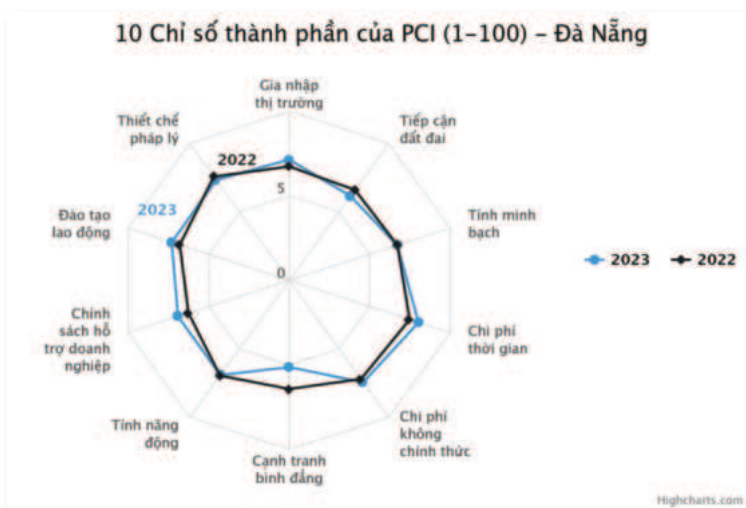 10 Chỉ số thành phần của PCI (1–100) – Đà Nẵng
Gia nhập
thị trường
Tiếp cận
đất đai
Tính minh
bạch
Chi phí
thời gian
Chi phí
không
chính thức
Cạnh tranh
bình đẳng
Tính năng
động
Chính
sách hỗ
trợ doanh
nghiệp
Đào tạo
lao động
Thiết chế
pháp lý
2022
2023
5
0
2023
2022
Highcharts.com